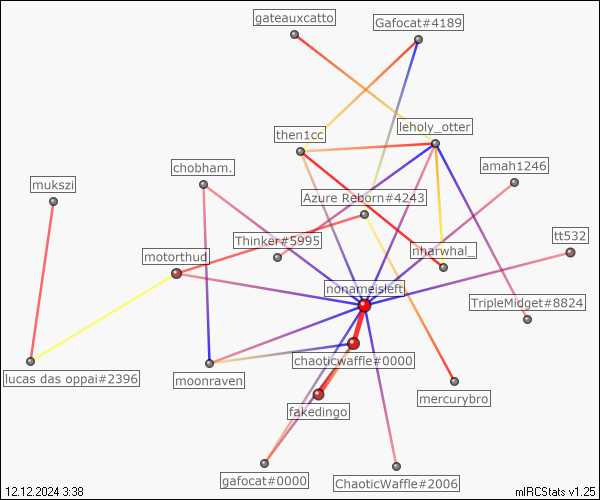 gateauxcatto
Gafocat#4189
then1cc
leholy_otter
chobham.
amah1246
mukszi
Azure Reborn#4243
Thinker#5995
tt532
motorthud
nharwhal_
nonameisleft
TripleMidget#8824
chaoticwaffle#0000
lucas das oppai#2396
moonraven
mercurybro
fakedingo
gafocat#0000
ChaoticWaffle#2006
12.12.2024 3:38
mIRCStats v1.25